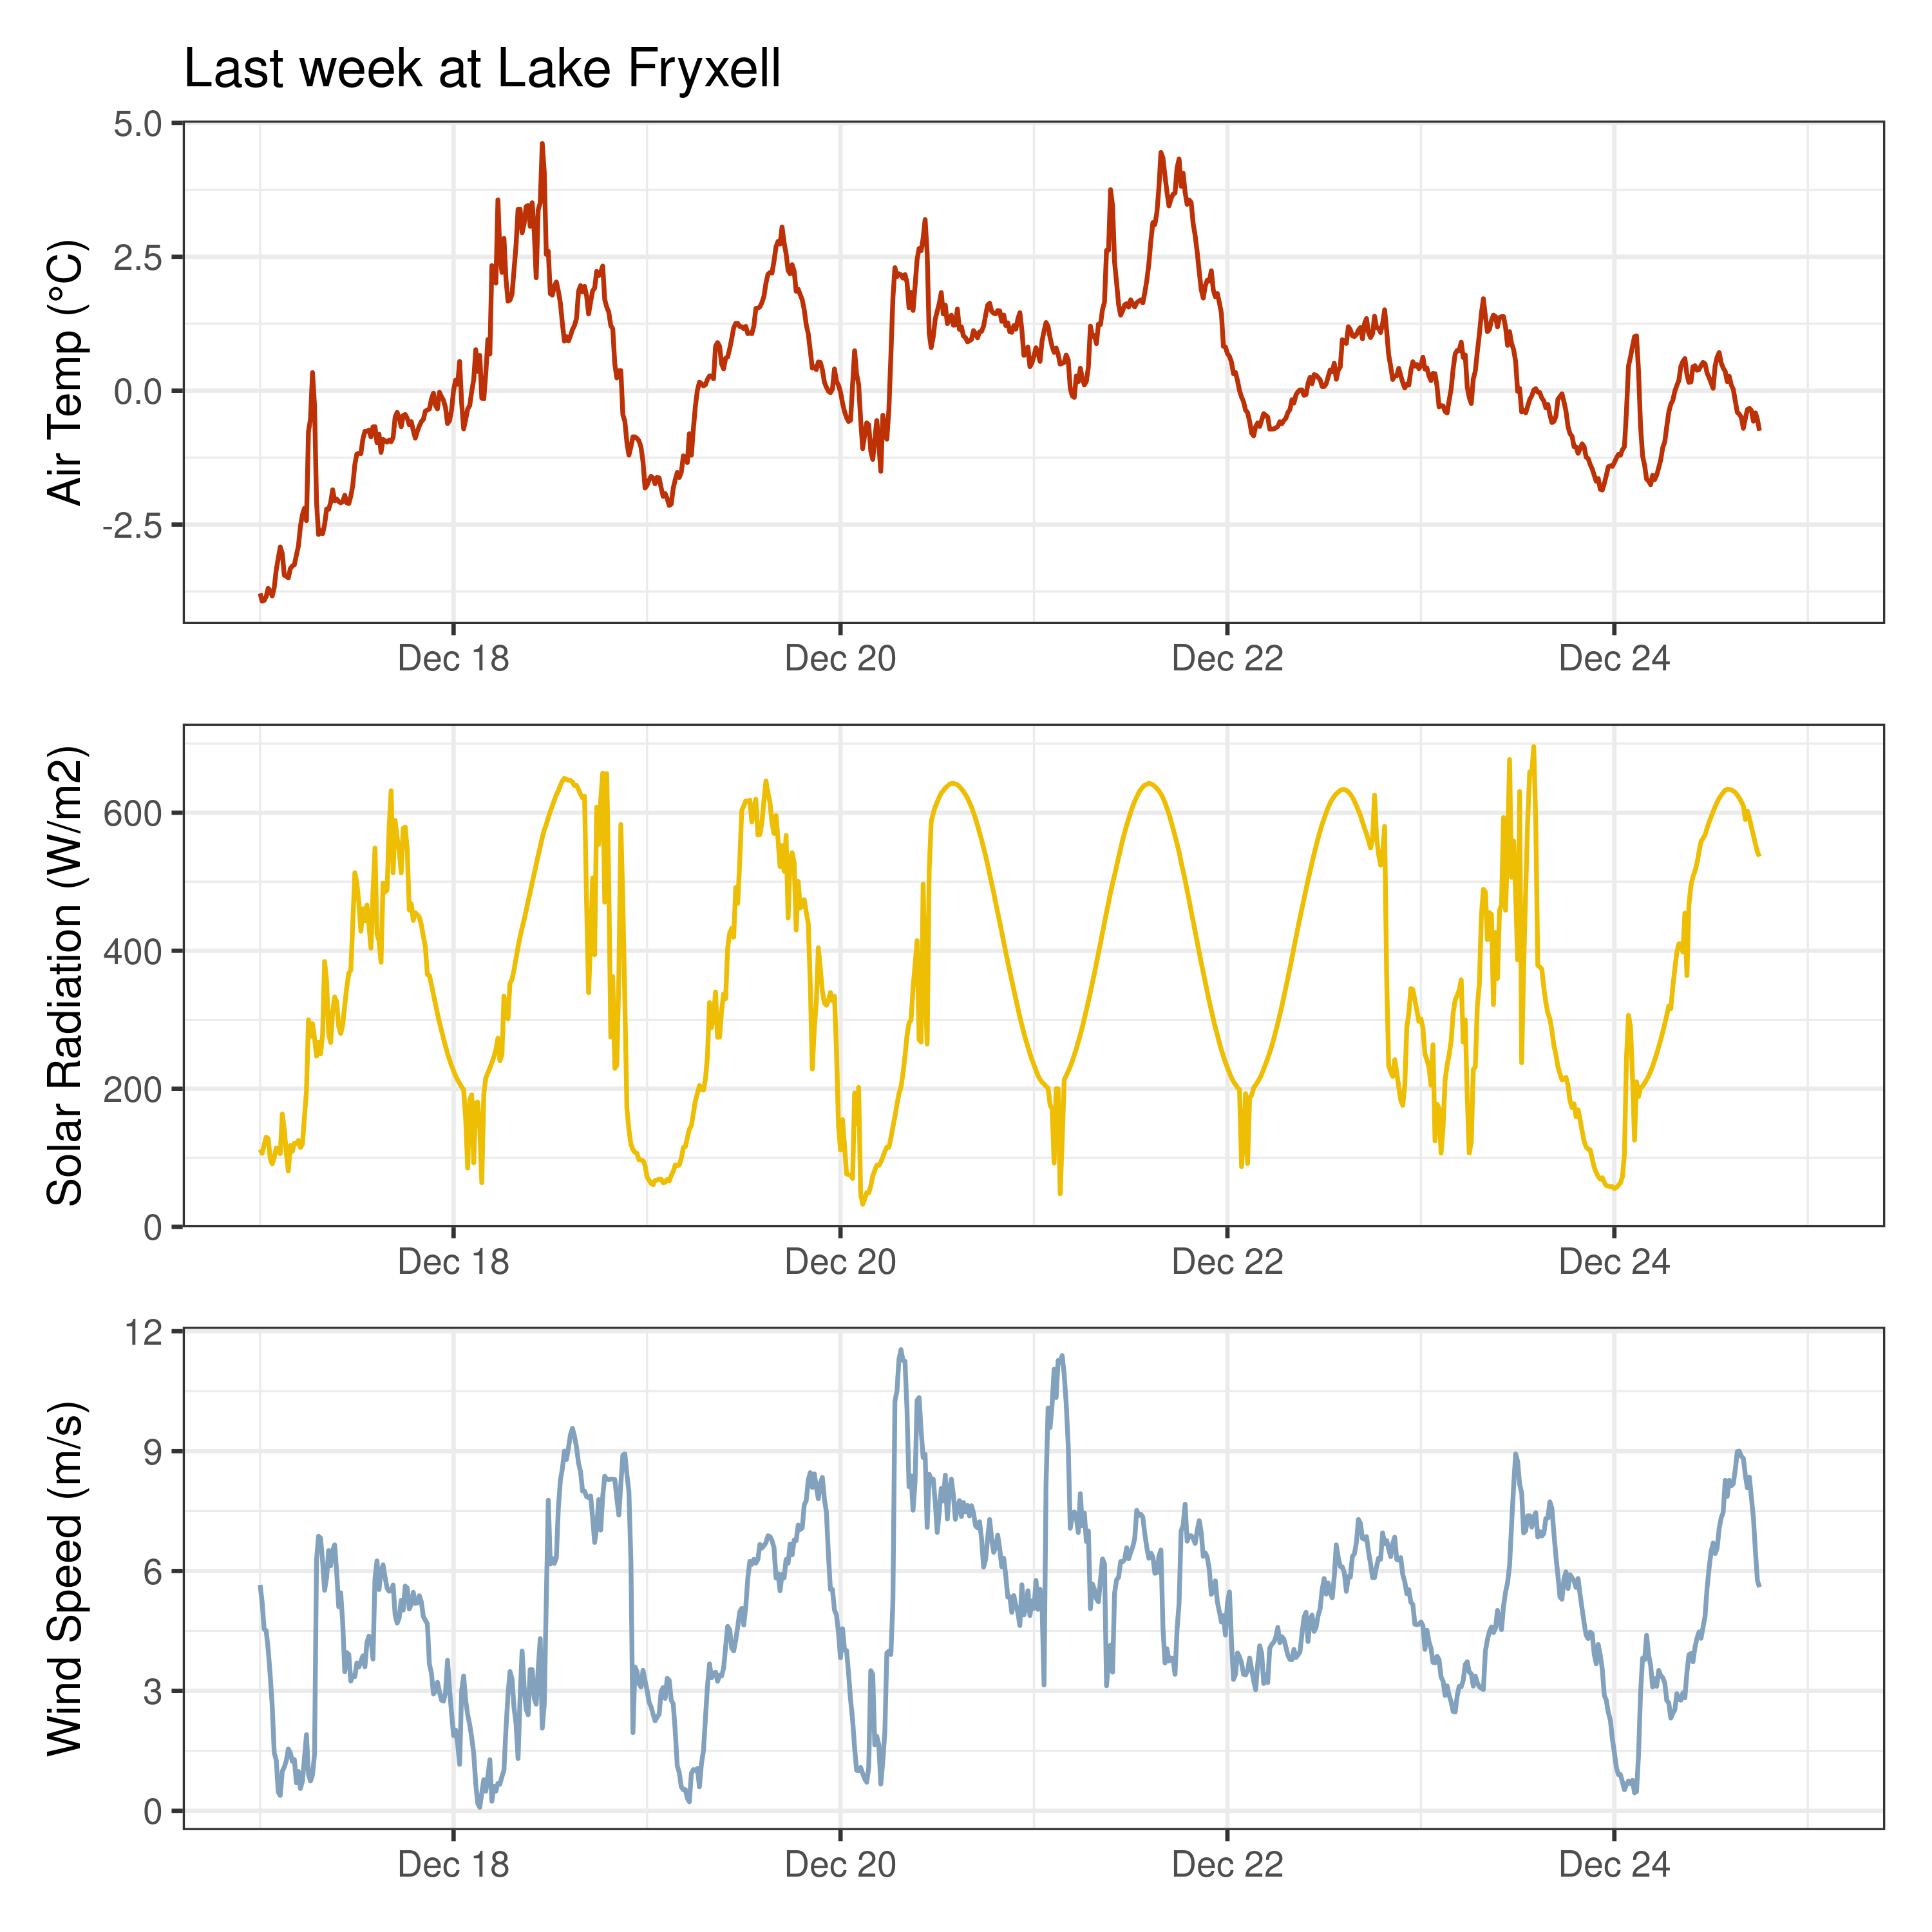 Last week at Lake Fryxell
Air Temp (°C)
5.0
2.5
0.0
-2.5
Dec 18 Dec 20 Dec 22 Dec 24
Solar Radiation (W/m2)
600
400
200
0
Dec 18 Dec 20 Dec 22 Dec 24
Wind Speed (m/s)
12
9
6
3
0
Dec 18 Dec 20 Dec 22 Dec 24